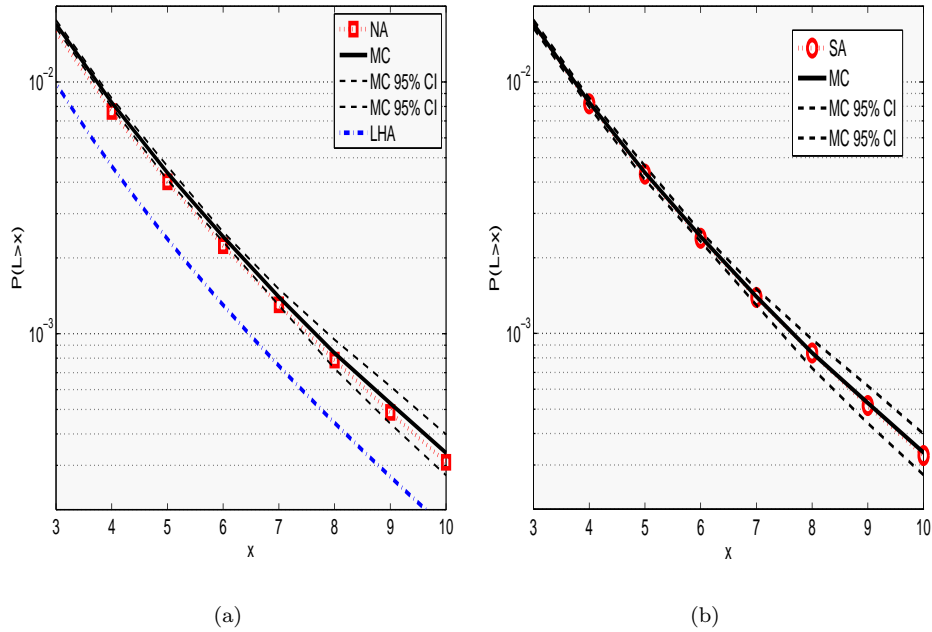 NA
MC
MC 95% CI
MC 95% CI
LHA
10^-2
10^-3
P(L>x)
3 4 5 6 7 8 9 10
x
(a)
SA
MC
MC 95% CI
MC 95% CI
10^-2
10^-3
P(L>x)
3 4 5 6 7 8 9 10
x
(b)